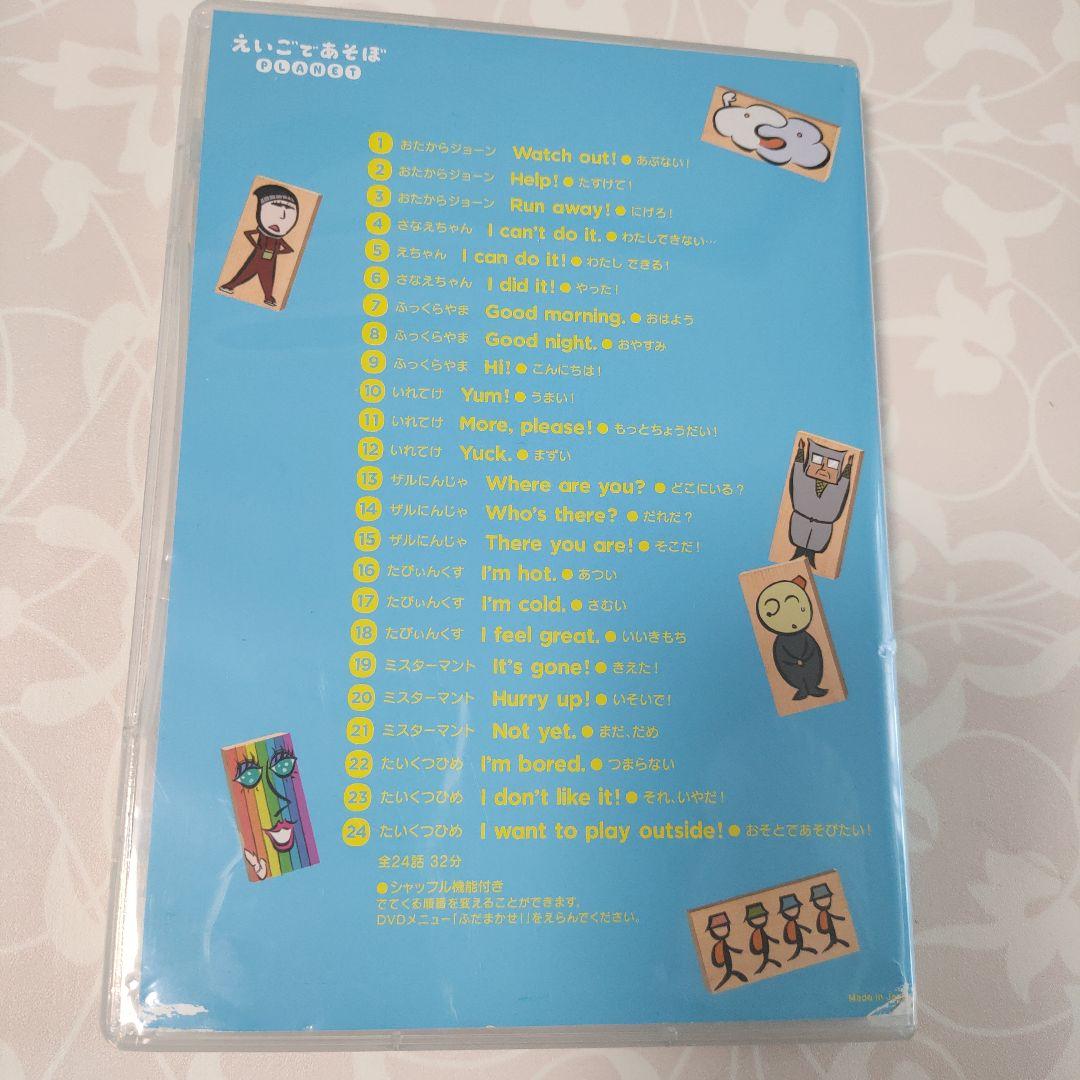 えいごであそぼ
PLANET
1 おたからジョーン Watch out! ● あぶない!
2 おたからジョーン Help! ● たすけて!
3 おたからジョーン Run away! ● にげろ!
4 さなえちゃん I can't do it. ● わたしできない…
5 えちゃん I can do it! ● わたし できる!
6 さなえちゃん I did it! ● やった!
7 ふっくらやま Good morning. ● おはよう
8 ふっくらやま Good night. ● おやすみ
9 ふっくらやま Hi! ● こんにちは!
10 いれてけ Yum! ● うまい!
11 いれてけ More, please! ● もっとちょうだい!
12 いれてけ Yuck. ● まずい
13 ザルにんじゃ Where are you? ● どこにいる?
14 ザルにんじゃ Who's there? ● だれだ?
15 ザルにんじゃ There you are! ● そこだ!
16 たびぃんくす I'm hot. ● あつい
17 たびぃんくす I'm cold. ● さむい
18 たびぃんくす I feel great. ● いいきもち
19 ミスターマント It's gone! ● きえた!
20 ミスターマント Hurry up! ● いそいで!
21 ミスターマント Not yet. ● まだ、だめ
22 たいくつひめ I'm bored. ● つまらない
23 たいくつひめ I don't like it! ● それ、いやだ!
24 たいくつひめ I want to play outside! ● おそとであそびたい!
全24話 32分
●シャッフル機能付き
でてくる順番を変えることができます。
DVDメニュー「ふだまかせ!」をえらんでください。
Made in